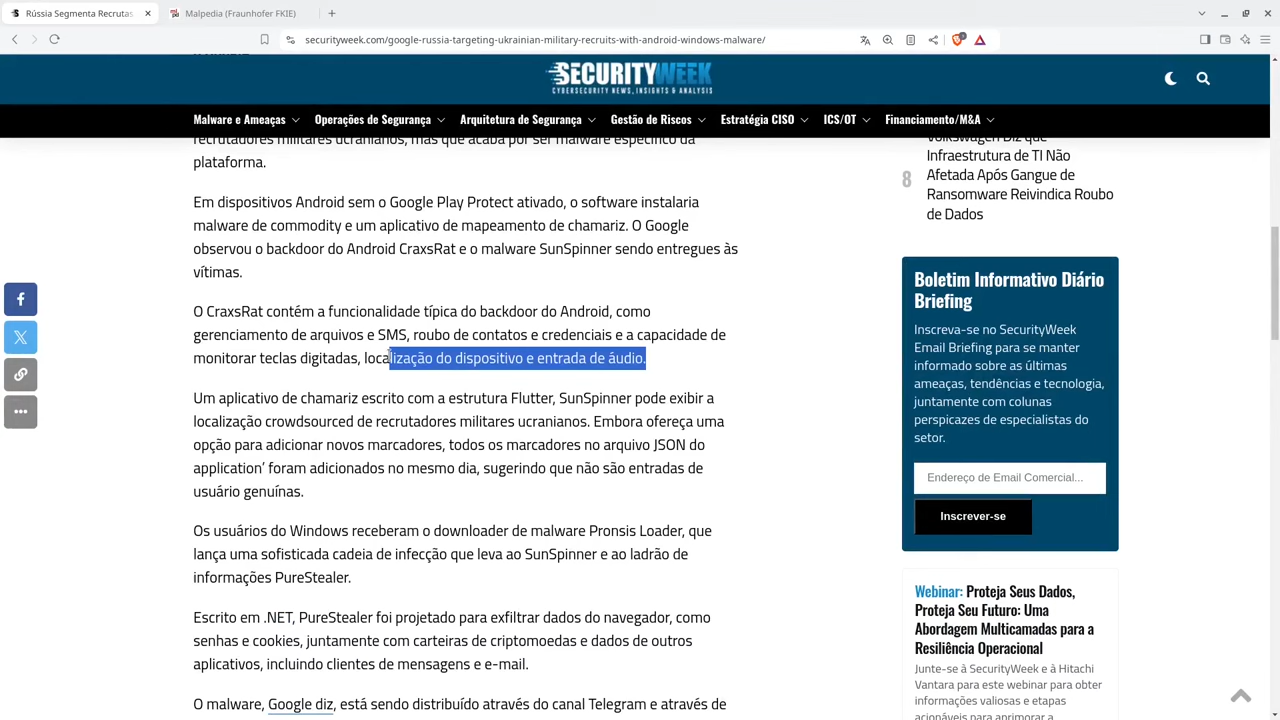 Rússia Segmenta Recrutas
Malpedia (Fraunhofer FKIE)
securityweek.com/google-russia-targeting-ukrainian-military-recruits-with-android-windows-malware/
SECURITYWEEK
CYBERSECURITY NEWS, INSIGHTS & ANALYSIS
Malware e Ameaças
Operações de Segurança
Arquitetura de Segurança
Gestão de Riscos
Estratégia CISO
ICS/OT
Financiamento/M&A
recrutadores militares ucranianos, mas que acaba por ser malware específico da
plataforma.
Em dispositivos Android sem o Google Play Protect ativado, o software instalaria
malware de commodity e um aplicativo de mapeamento de chamariz. O Google
observou o backdoor do Android CraxsRat e o malware SunSpinner sendo entregues às
vítimas.
O CraxsRat contém a funcionalidade típica do backdoor do Android, como
gerenciamento de arquivos e SMS, roubo de contatos e credenciais e a capacidade de
monitorar teclas digitadas, localização do dispositivo e entrada de áudio.
Um aplicativo de chamariz escrito com a estrutura Flutter, SunSpinner pode exibir a
localização crowdsourced de recrutadores militares ucranianos. Embora ofereça uma
opção para adicionar novos marcadores, todos os marcadores no arquivo JSON do
application’ foram adicionados no mesmo dia, sugerindo que não são entradas de
usuário genuínas.
Os usuários do Windows receberam o downloader de malware Pronsis Loader, que
lança uma sofisticada cadeia de infecção que leva ao SunSpinner e ao ladrão de
informações PureStealer.
Escrito em .NET, PureStealer foi projetado para exfiltrar dados do navegador, como
senhas e cookies, juntamente com carteiras de criptomoedas e dados de outros
aplicativos, incluindo clientes de mensagens e e-mail.
O malware, Google diz, está sendo distribuído através do canal Telegram e através de
8
Volkswagen Diz que
Infraestrutura de TI Não
Afetada Após Gangue de
Ransomware Reivindica Roubo
de Dados
Boletim Informativo Diário
Briefing
Inscreva-se no SecurityWeek
Email Briefing para se manter
informado sobre as últimas
ameaças, tendências e tecnologia,
juntamente com colunas
perspicazes de especialistas do
setor.
Endereço de Email Comercial...
Inscrever-se
Webinar: Proteja Seus Dados,
Proteja Seu Futuro: Uma
Abordagem Multicamadas para a
Resiliência Operacional
Junte-se à SecurityWeek e à Hitachi
Vantara para este webinar para obter
informações valiosas e etapas
acionáveis para aprimorar a